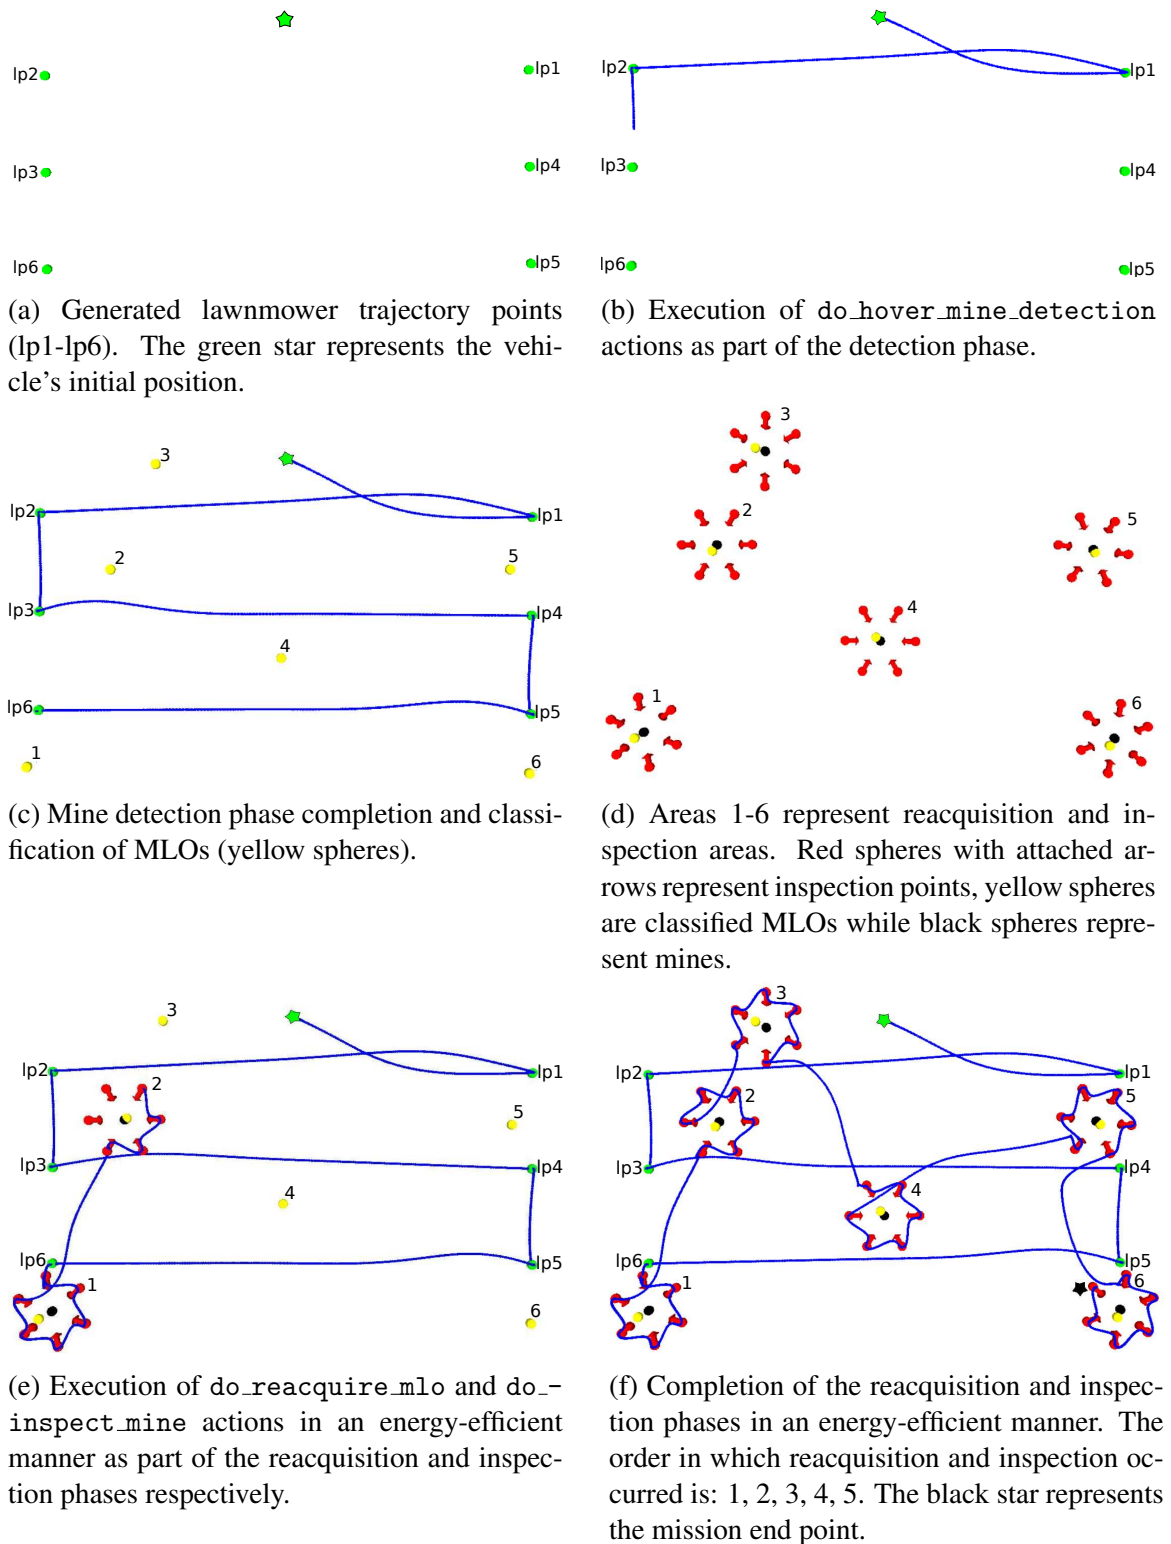 lp2
lp1
lp3
lp4
lp6
lp5
(a) Generated lawnmower trajectory points
(lp1-lp6). The green star represents the vehi-
cle's initial position.
lp2
lp1
lp3
lp4
lp6
lp5
(b) Execution of do_hover_mine_detection
actions as part of the detection phase.
3
lp2
lp1
2
5
lp3
lp4
4
lp6
lp5
1
6
(c) Mine detection phase completion and classi-
fication of MLOs (yellow spheres).
3
2
5
4
1
6
(d) Areas 1-6 represent reacquisition and in-
spection areas. Red spheres with attached ar-
rows represent inspection points, yellow spheres
are classified MLOs while black spheres repre-
sent mines.
3
lp2
lp1
2
5
lp3
lp4
4
lp6
lp5
1
6
(e) Execution of do_reacquire_mlo and do_-
inspect_mine actions in an energy-efficient
manner as part of the reacquisition and inspec-
tion phases respectively.
3
lp2
lp1
2
5
lp3
lp4
4
lp6
lp5
1
6
(f) Completion of the reacquisition and inspec-
tion phases in an energy-efficient manner. The
order in which reacquisition and inspection oc-
curred is: 1, 2, 3, 4, 5. The black star represents
the mission end point.